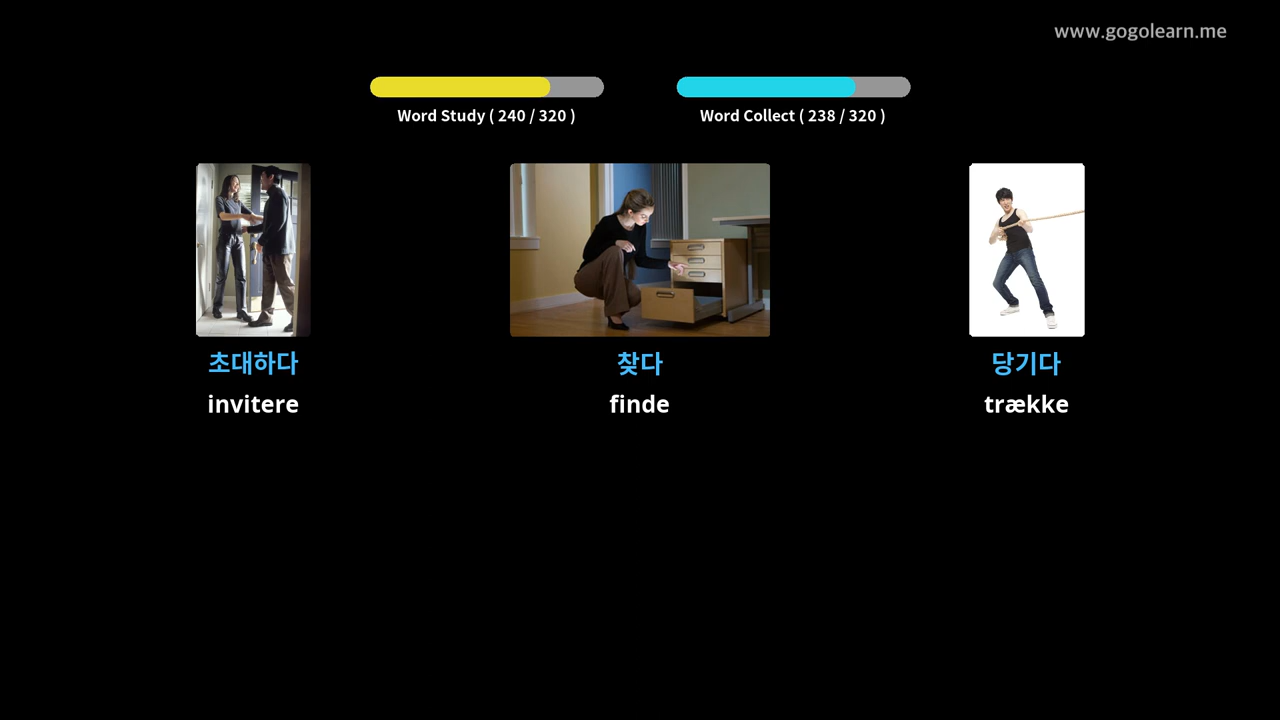 www.gogolearn.me
Word Study ( 240 / 320 )
Word Collect ( 238 / 320 )
초대하다
invitere
찾다
finde
당기다
trække